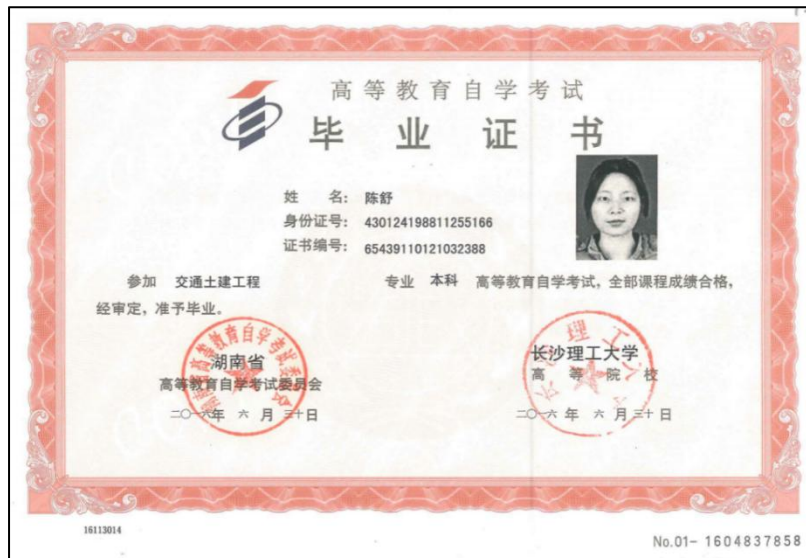 高等教育自学考试
毕业证书
姓 名: 陈舒
身份证号: 430124198811255166
证书编号: 65439110121032388
参加 交通土建工程 专业 本科 高等教育自学考试,全部课程成绩合格,
经审定,准予毕业。
湖南省
高等教育自学考试委员会
二〇一六年 六 月 三十日
长沙理工大学
高 等 院 校
二〇一六 年 六 月 三十 日
16113014
No.01- 1604837858